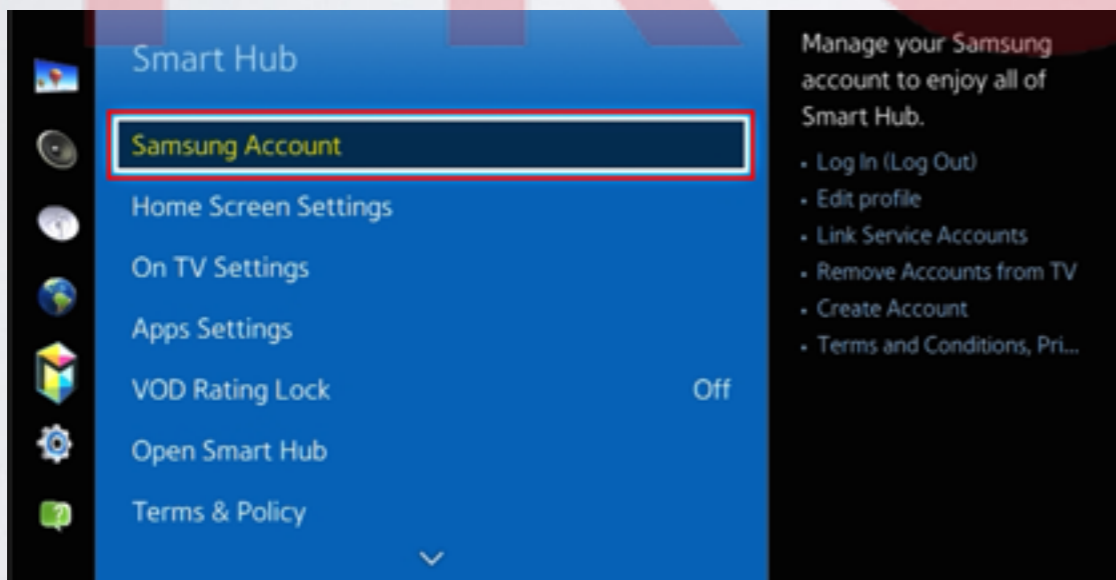 Smart Hub
Samsung Account
Home Screen Settings
On TV Settings
Apps Settings
VOD Rating Lock Off
Open Smart Hub
Terms & Policy
Manage your Samsung
account to enjoy all of
Smart Hub.
• Log In (Log Out)
• Edit profile
• Link Service Accounts
• Remove Accounts from TV
• Create Account
• Terms and Conditions, Pri...